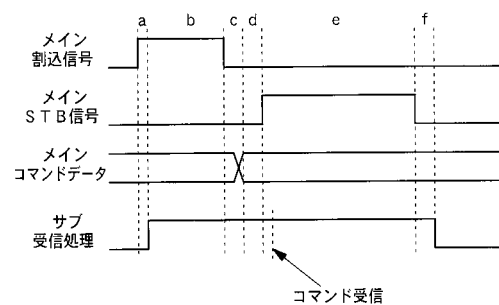 a b c d e f
メイン
割込信号
メイン
ＳＴＢ信号
メイン
コマンドデータ
サブ
受信処理
コマンド受信